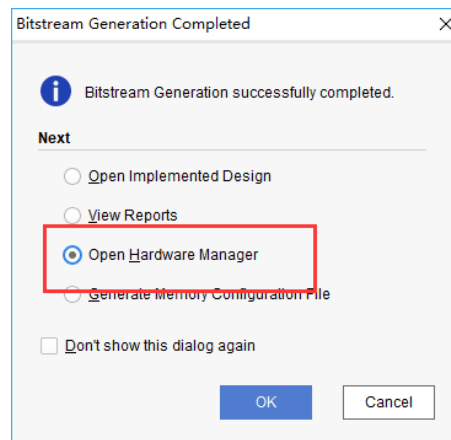 Bitstream Generation Completed
Bitstream Generation successfully completed.
Next
Open Implemented Design
View Reports
Open Hardware Manager
Generate Memory Configuration File
Don't show this dialog again
OK
Cancel